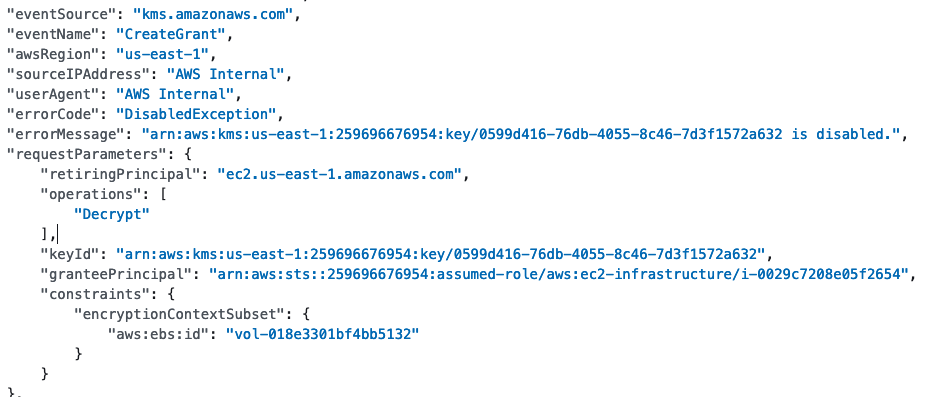 "eventSource": "kms.amazonaws.com",
"eventName": "CreateGrant",
"awsRegion": "us-east-1",
"sourceIPAddress": "AWS Internal",
"userAgent": "AWS Internal",
"errorCode": "DisabledException",
"errorMessage": "arn:aws:kms:us-east-1:259696676954:key/0599d416-76db-4055-8c46-7d3f1572a632 is disabled.",
"requestParameters": {
    "retiringPrincipal": "ec2.us-east-1.amazonaws.com",
    "operations": [
        "Decrypt"
    ],
    "keyId": "arn:aws:kms:us-east-1:259696676954:key/0599d416-76db-4055-8c46-7d3f1572a632",
    "granteePrincipal": "arn:aws:sts::259696676954:assumed-role/aws:ec2-infrastructure/i-0029c7208e05f2654",
    "constraints": {
        "encryptionContextSubset": {
            "aws:ebs:id": "vol-018e3301bf4bb5132"
        }
    }
},